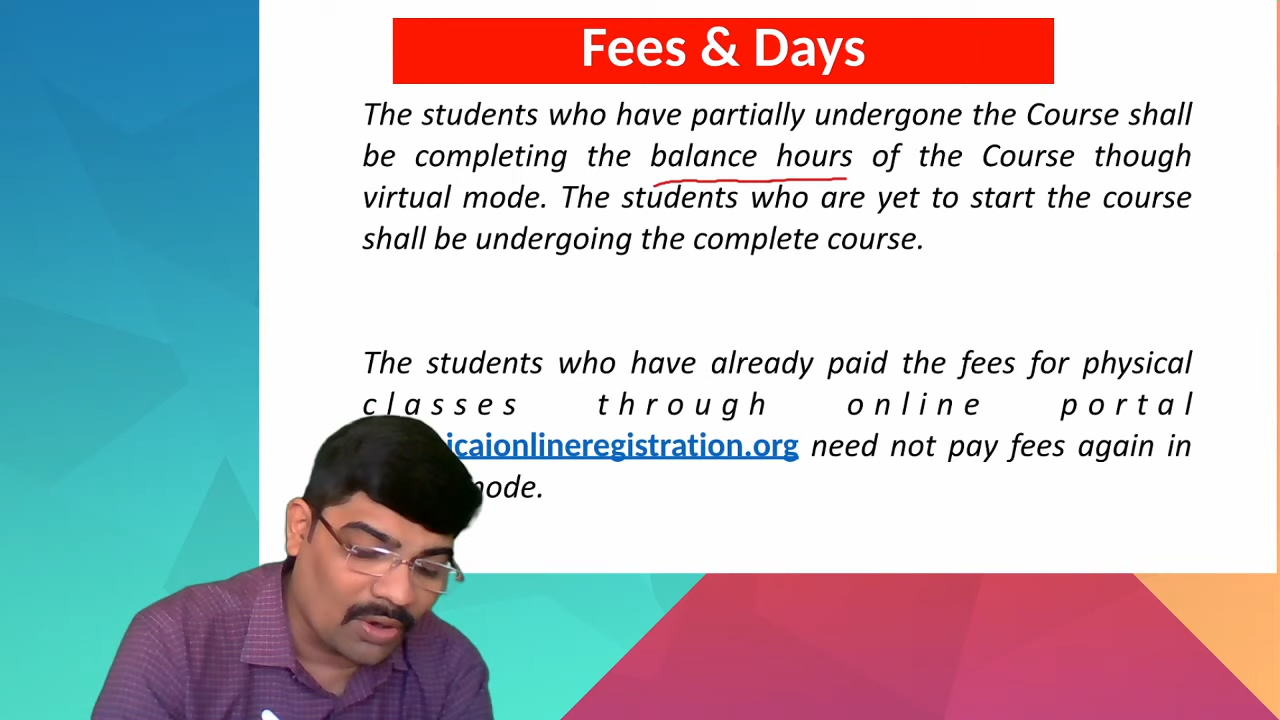 Fees & Days
The students who have partially undergone the Course shall
be completing the balance hours of the Course though
virtual mode. The students who are yet to start the course
shall be undergoing the complete course.
The students who have already paid the fees for physical
classes through online portal
icaionlineregistration.org need not pay fees again in
mode.